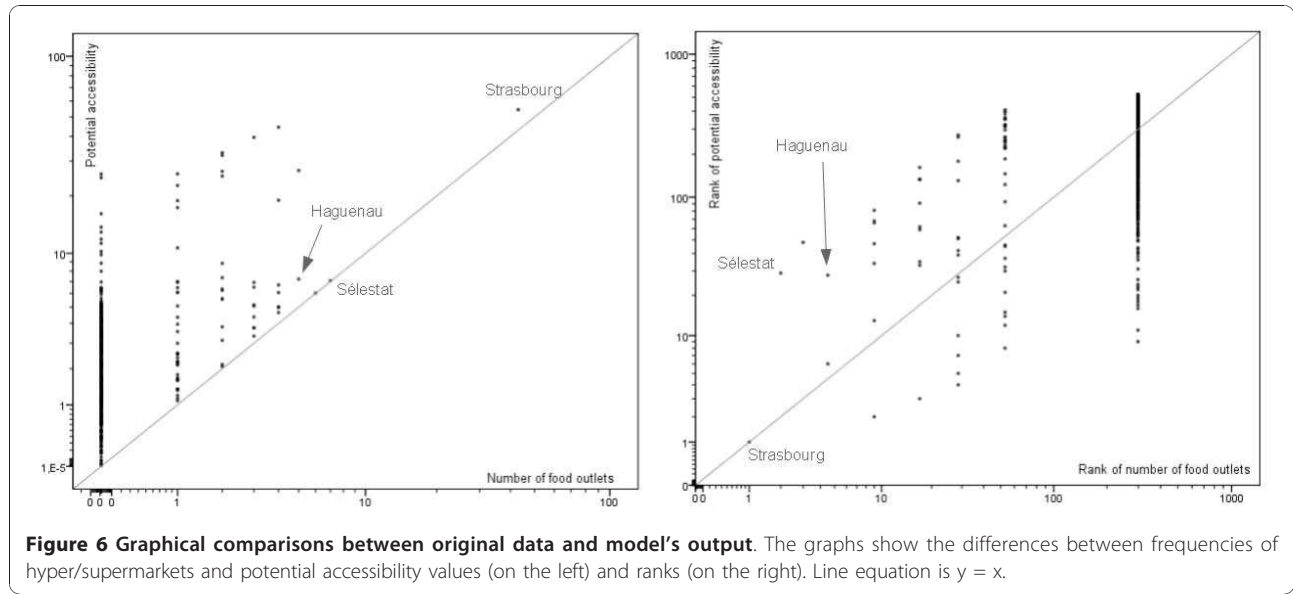 100
10
1
1,E-5
Potential accessibility
Strasbourg
Haguenau
Sélestat
Number of food outlets
0 0 0 1 10 100
1000
100
10
1
0
Rank of potential accessibility
Haguenau
Sélestat
Strasbourg
Rank of number of food outlets
0 0 1 10 100 1000
Figure 6 Graphical comparisons between original data and model's output. The graphs show the differences between frequencies of
hyper/supermarkets and potential accessibility values (on the left) and ranks (on the right). Line equation is y = x.